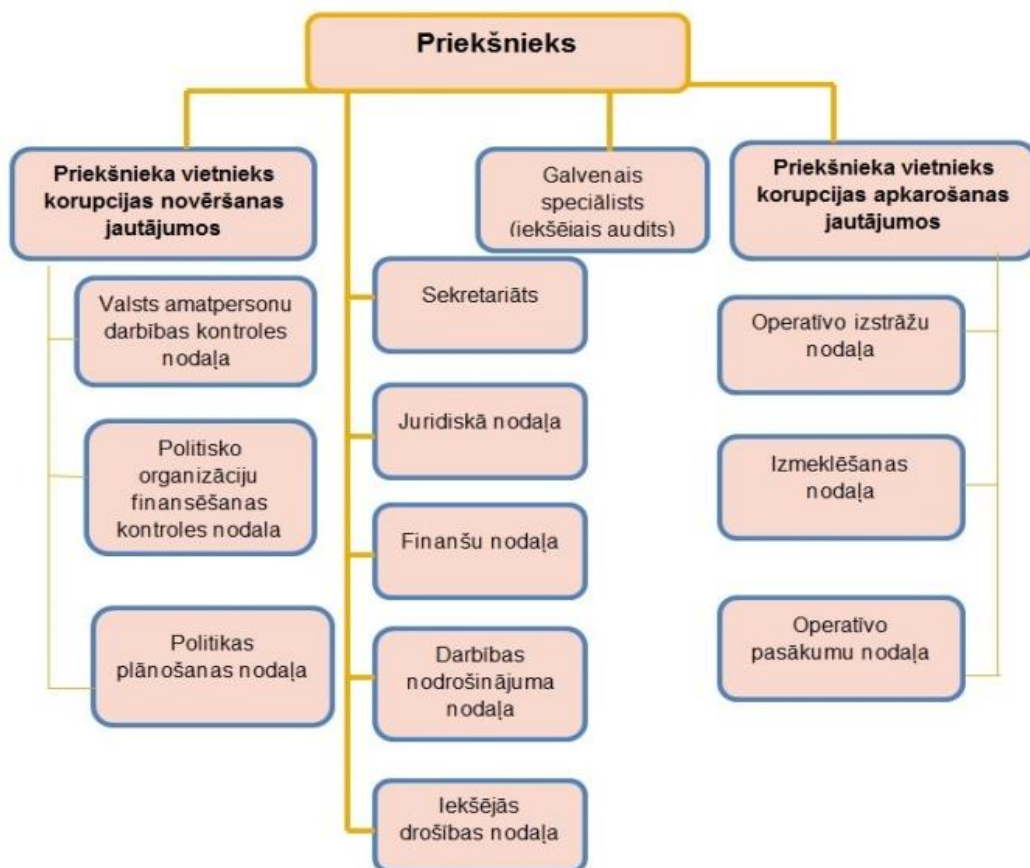 Priekšnieks
Priekšnieka vietnieks
korupcijas novēršanas
jautājumos
Galvenais
speciālists
(iekšējais audits)
Priekšnieka vietnieks
korupcijas apkarošanas
jautājumos
Valsts amatpersonu
darbības kontroles
nodaļa
Politisko
organizāciju
finansēšanas
kontroles nodala
Politikas
plānošanas nodaļa
Sekretariāts
Juridiskā nodaļa
Finanšu nodaļa
Darbības
nodrošinājuma
nodaļa
Iekšējās
drošības nodaļa
Operatīvo izstrāžu
nodaļa
Izmeklēšanas
nodaļa
Operatīvo
pasākumu nodaļa